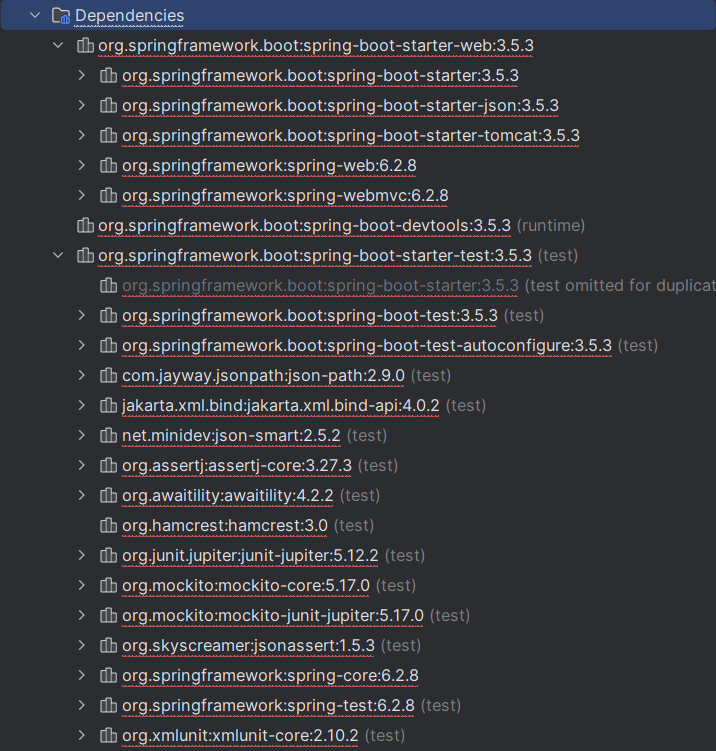 Dependencies
org.springframework.boot:spring-boot-starter-web:3.5.3
org.springframework.boot:spring-boot-starter:3.5.3
org.springframework.boot:spring-boot-starter-json:3.5.3
org.springframework.boot:spring-boot-starter-tomcat:3.5.3
org.springframework:spring-web:6.2.8
org.springframework:spring-webmvc:6.2.8
org.springframework.boot:spring-boot-devtools:3.5.3 (runtime)
org.springframework.boot:spring-boot-starter-test:3.5.3 (test)
org.springframework.boot:spring-boot-starter:3.5.3 (test omitted for duplicat
org.springframework.boot:spring-boot-test:3.5.3 (test)
org.springframework.boot:spring-boot-test-autoconfigure:3.5.3 (test)
com.jayway.jsonpath:json-path:2.9.0 (test)
jakarta.xml.bind:jakarta.xml.bind-api:4.0.2 (test)
net.minidev:json-smart:2.5.2 (test)
org.assertj:assertj-core:3.27.3 (test)
org.awaitility:awaitility:4.2.2 (test)
org.hamcrest:hamcrest:3.0 (test)
org.junit.jupiter:junit-jupiter:5.12.2 (test)
org.mockito:mockito-core:5.17.0 (test)
org.mockito:mockito-junit-jupiter:5.17.0 (test)
org.skyscreamer:jsonassert:1.5.3 (test)
org.springframework:spring-core:6.2.8
org.springframework:spring-test:6.2.8 (test)
org.xmlunit:xmlunit-core:2.10.2 (test)